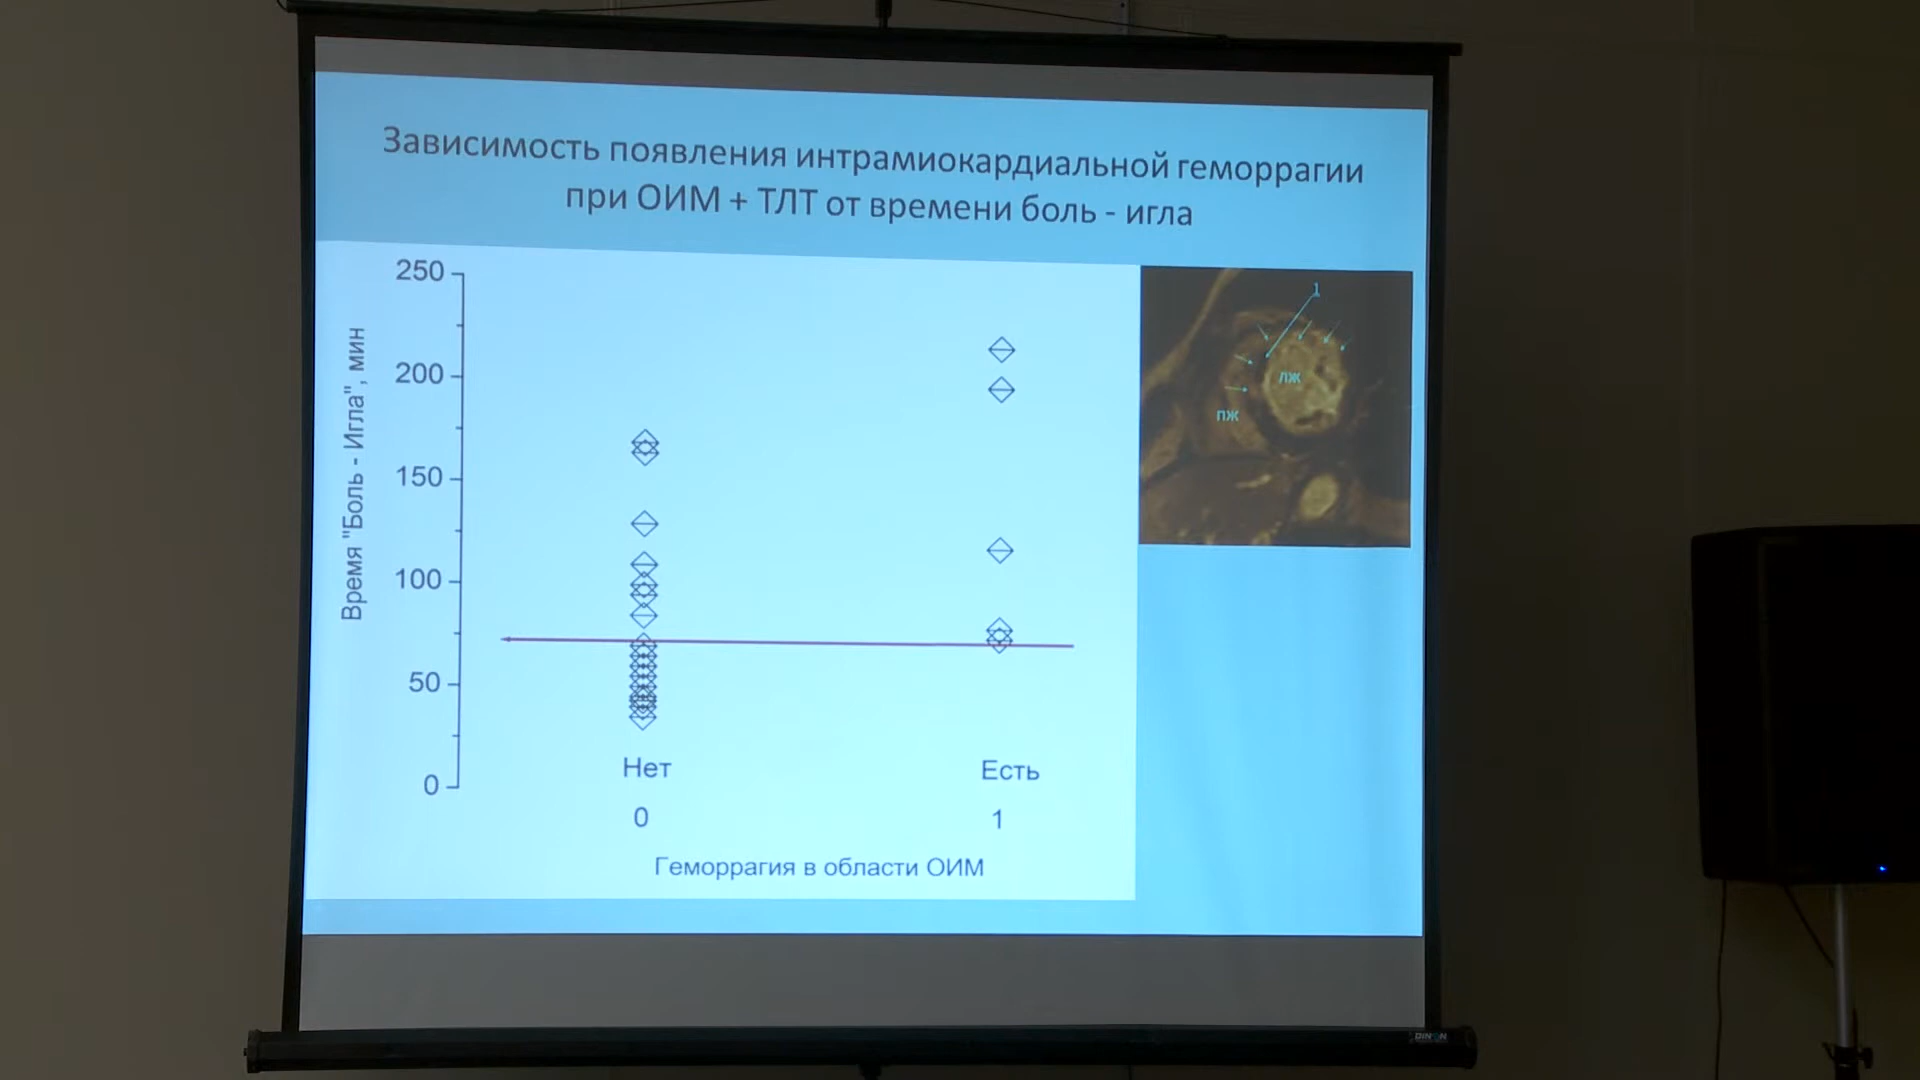 Зависимость появления интрамиокардиальной геморрагии
при ОИМ + ТЛТ от времени боль - игла
Время "Боль - Игла", мин
250
200
150
100
50
0
Нет
Есть
0
1
Геморрагия в области ОИМ
1
ЛЖ
ПЖ
DINON